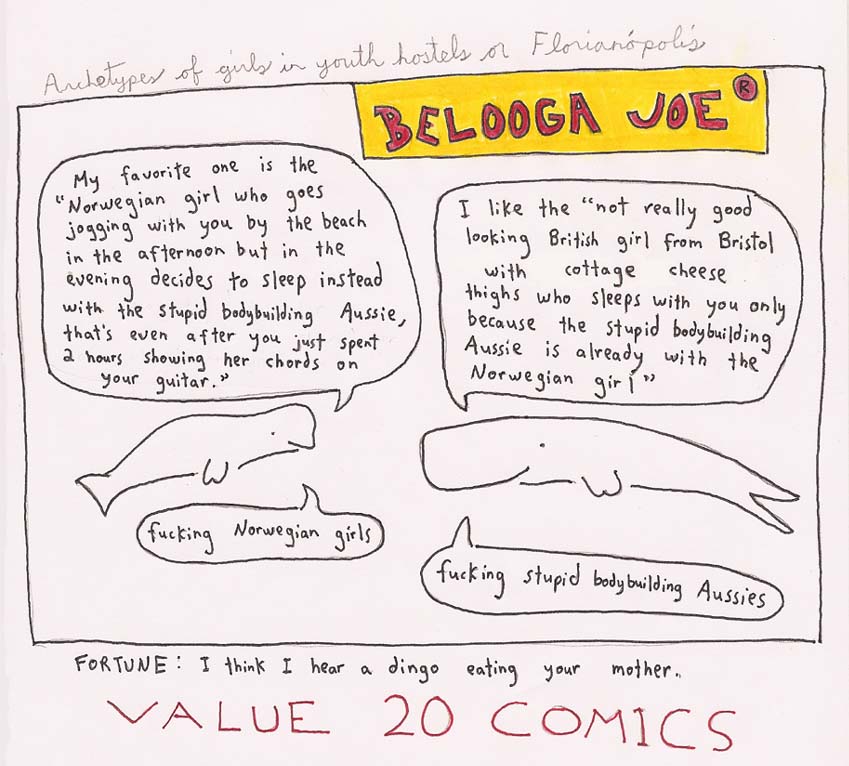 Archetypes of girls in youth hostels or Florianópolis
BELOOGA JOE ®
My favorite one is the
"Norwegian girl who goes
jogging with you by the beach
in the afternoon but in the
evening decides to sleep instead
with the stupid bodybuilding Aussie,
that's even after you just spent
2 hours showing her chords on
your guitar."
I like the "not really good
looking British girl from Bristol
with cottage cheese
thighs who sleeps with you only
because the stupid bodybuilding
Aussie is already with the
Norwegian girl"
fucking Norwegian girls
fucking stupid bodybuilding Aussies
FORTUNE: I think I hear a dingo eating your mother..
VALUE 20 COMICS